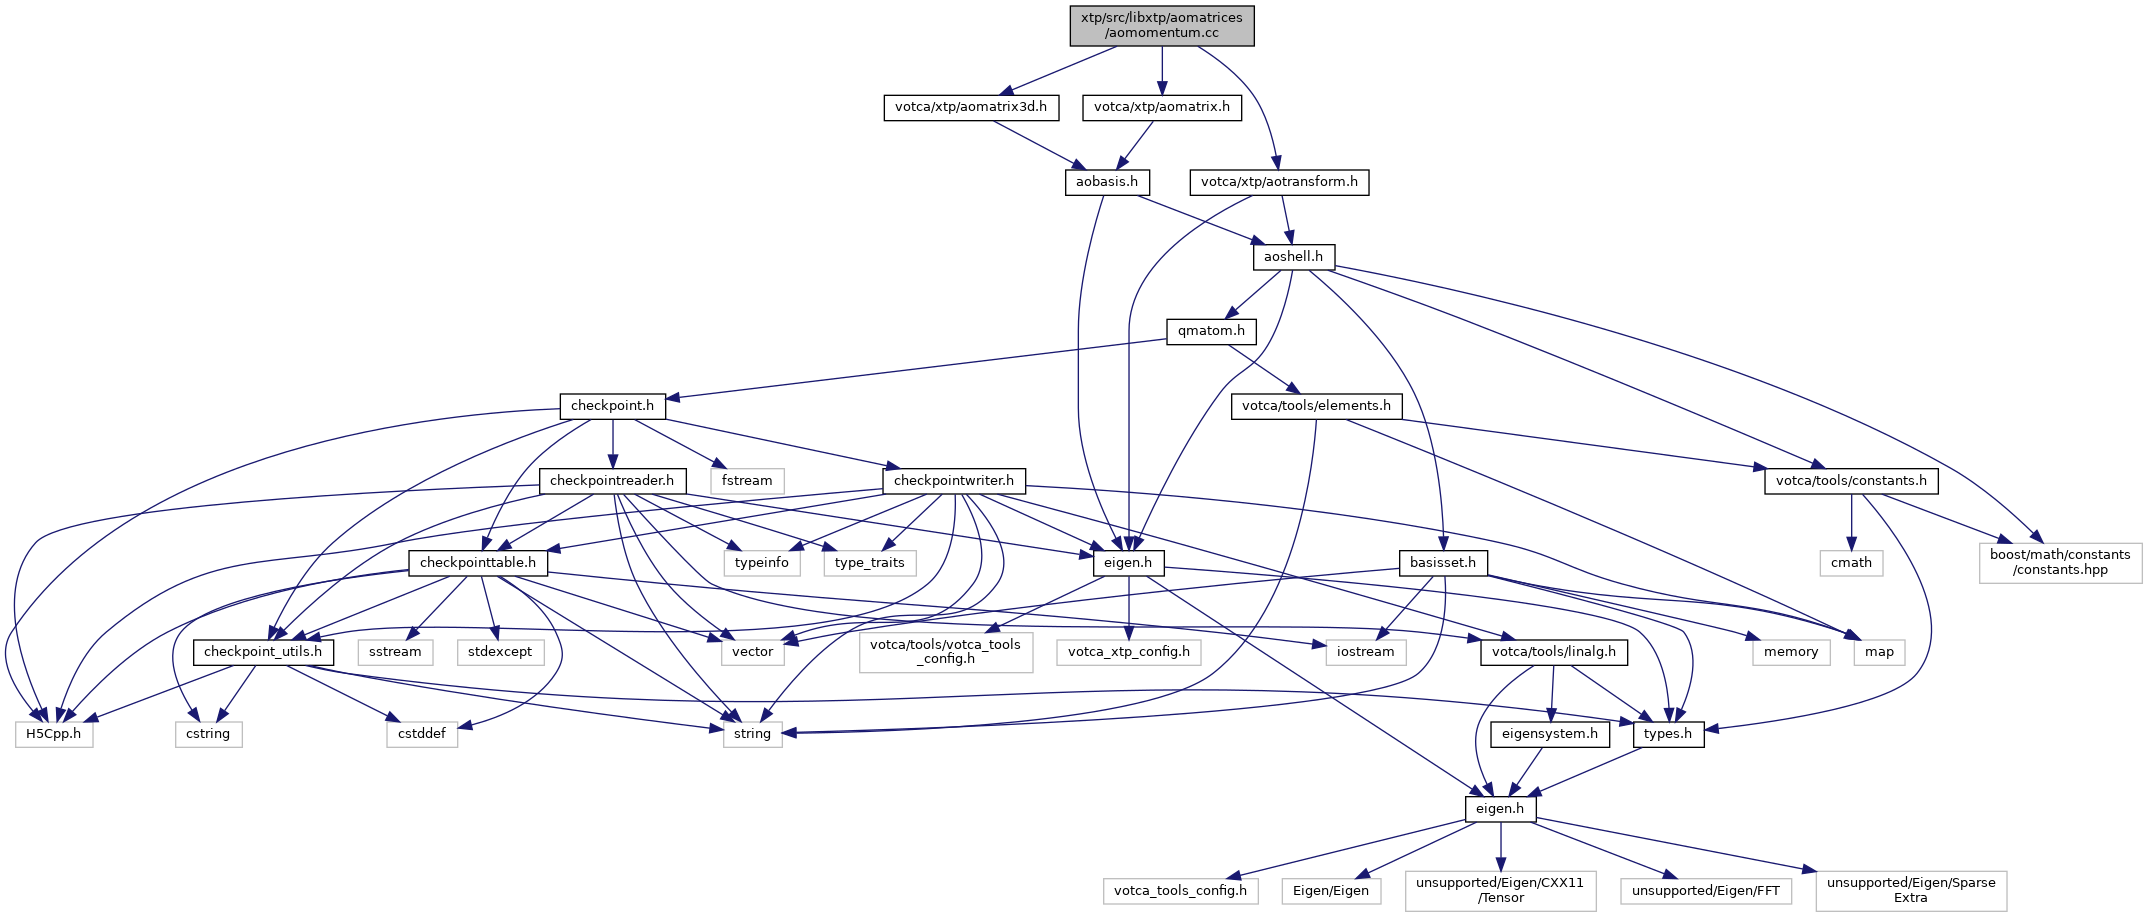 xtp/src/libxtp/aomatrices
/aomomentum.cc
votca/xtp/aomatrix3d.h
votca/xtp/aomatrix.h
aobasis.h
votca/xtp/aotransform.h
aoshell.h
qmatom.h
checkpoint.h
votca/tools/elements.h
checkpointreader.h
fstream
checkpointwriter.h
votca/tools/constants.h
checkpointtable.h
typeinfo
type_traits
eigen.h
basisset.h
cmath
boost/math/constants
/constants.hpp
checkpoint_utils.h
sstream
stdexcept
vector
votca/tools/votca_tools
_config.h
votca_xtp_config.h
iostream
votca/tools/linalg.h
memory
map
H5Cpp.h
cstring
cstddef
string
eigensystem.h
types.h
eigen.h
votca_tools_config.h
Eigen/Eigen
unsupported/Eigen/CXX11
/Tensor
unsupported/Eigen/FFT
unsupported/Eigen/Sparse
Extra